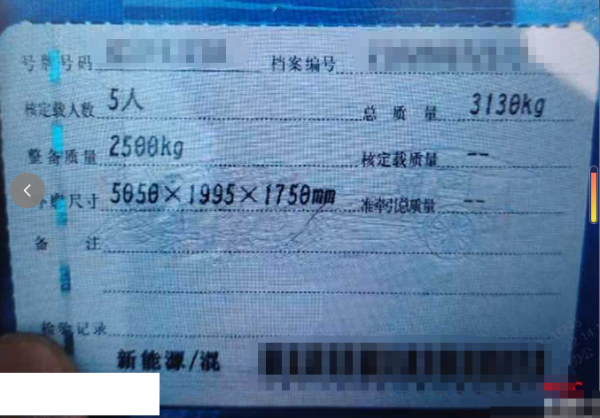 号牌号码 档案编号
核定载人数 5人 总质量 3130kg
整备质量 2500kg 核定载质量 --
外廓尺寸 5050×1995×1750mm 准牵引总质量 --
备注
检验记录
新能源/混